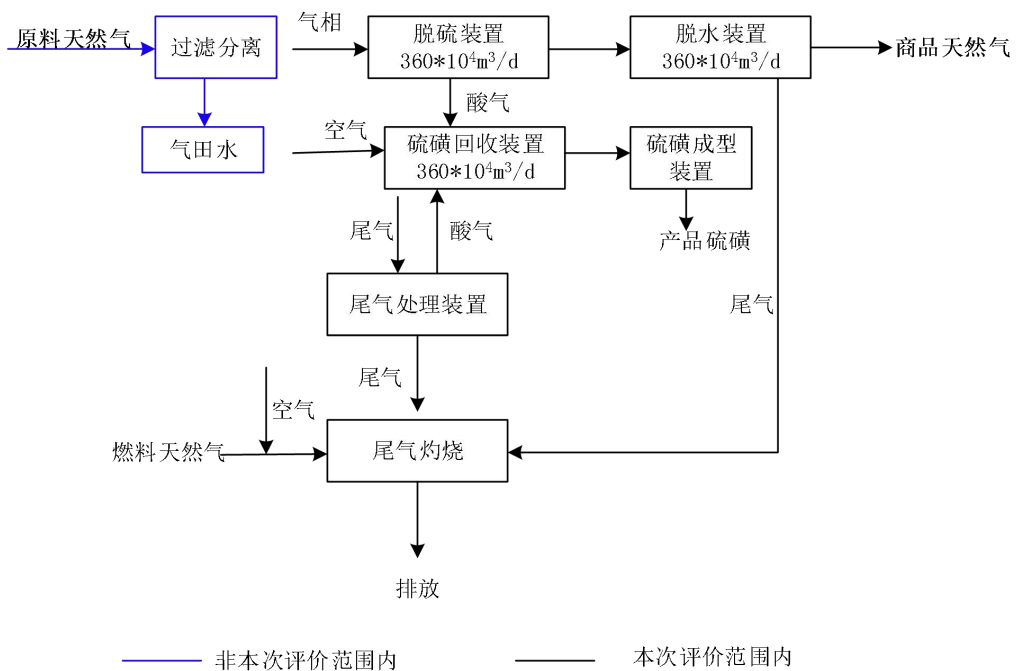 原料天然气
过滤分离
气相
脱硫装置
360*10⁴m³/d
脱水装置
360*10⁴m³/d
商品天然气
酸气
气田水
空气
硫磺回收装置
360*10⁴m³/d
硫磺成型
装置
尾气
酸气
产品硫磺
尾气处理装置
尾气
尾气
空气
燃料天然气
尾气灼烧
排放
非本次评价范围内
本次评价范围内